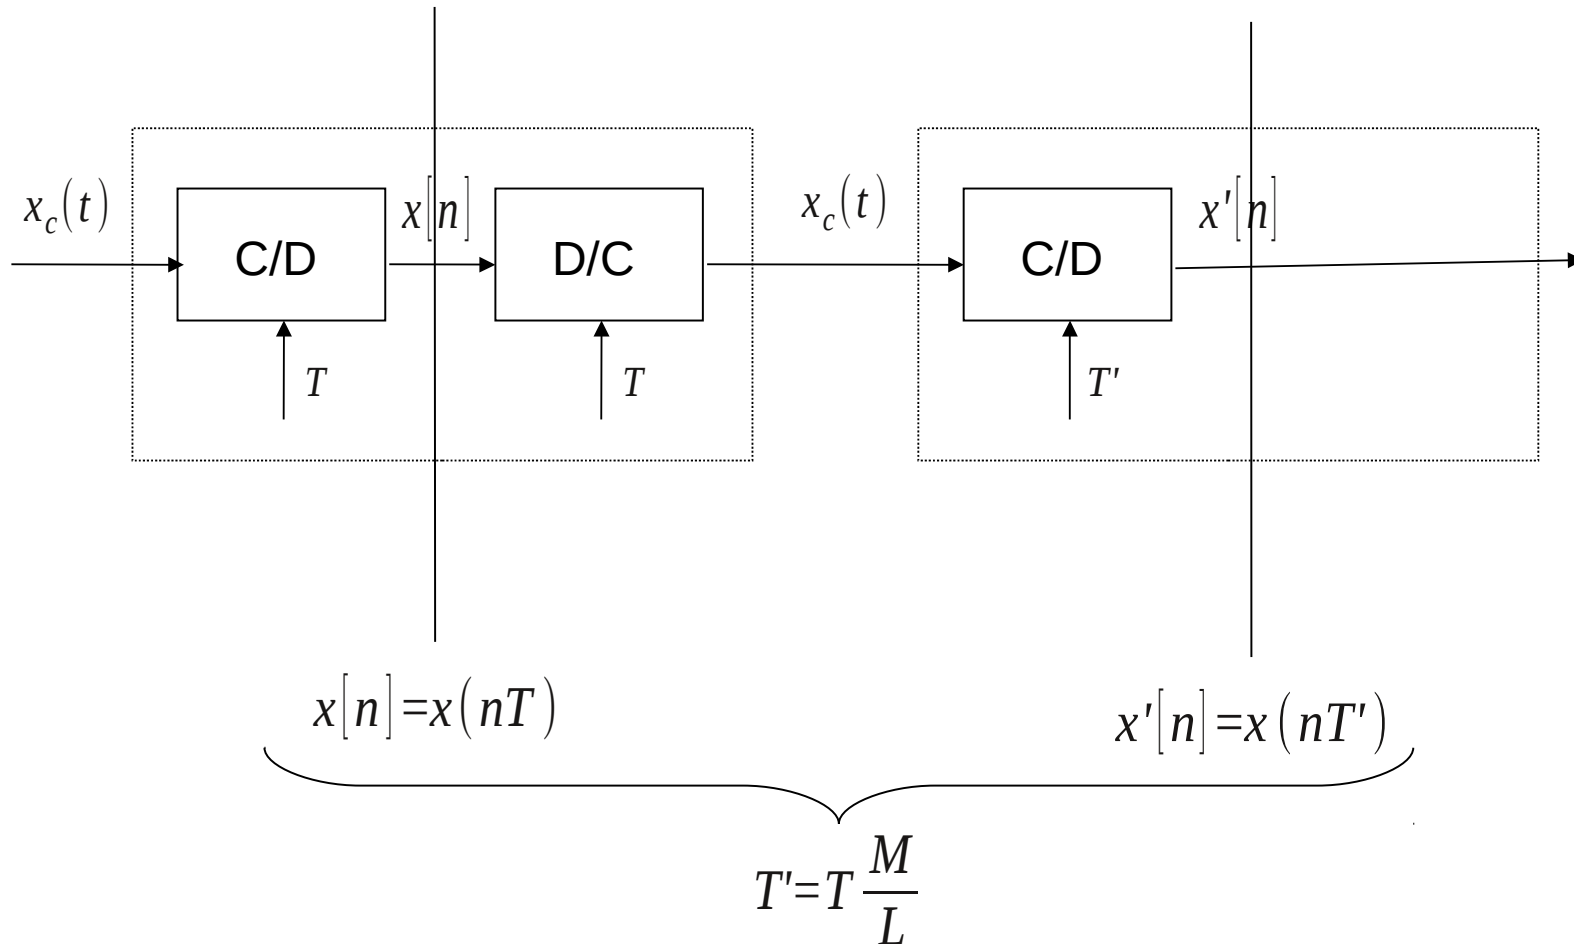 x_c(t) C/D x[n] D/C x_c(t) C/D x'[n]
T T T'
x[n]=x(nT) x'[n]=x(nT')
T'=T M/L